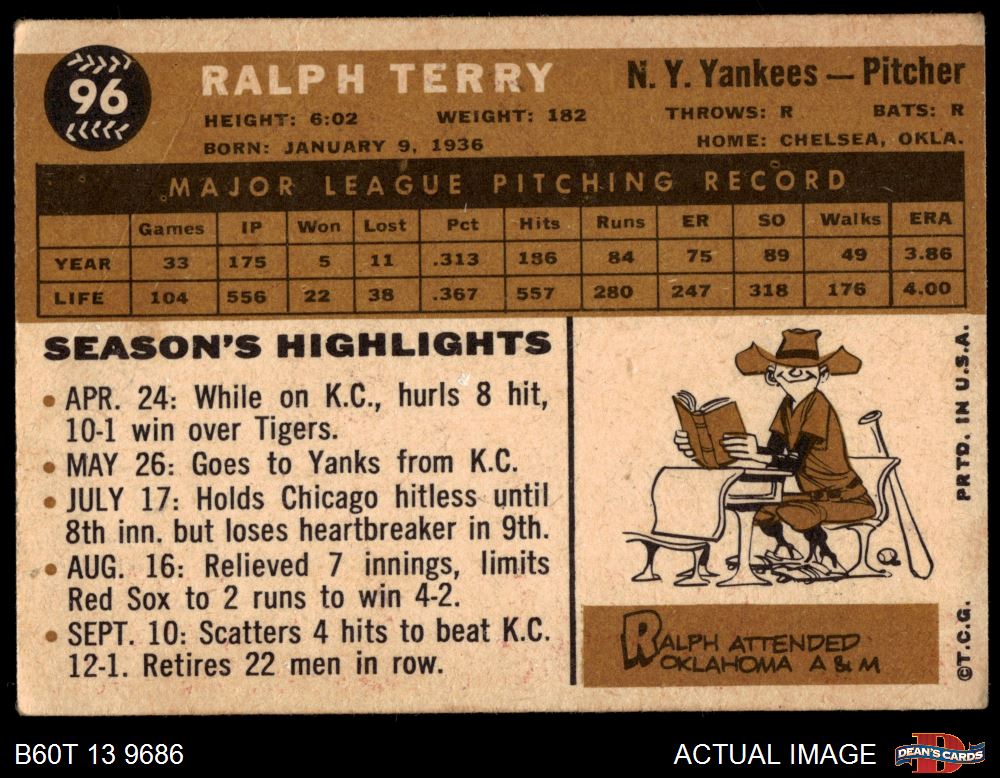 96
RALPH TERRY
N. Y. Yankees — Pitcher
HEIGHT: 6:02 WEIGHT: 182 THROWS: R BATS: R
BORN: JANUARY 9, 1936 HOME: CHELSEA, OKLA.
MAJOR LEAGUE PITCHING RECORD
Games IP Won Lost Pct Hits Runs ER SO Walks ERA
YEAR 33 175 5 11 .313 186 84 75 89 49 3.86
LIFE 104 556 22 38 .367 557 280 247 318 176 4.00
SEASON'S HIGHLIGHTS
• APR. 24: While on K.C., hurls 8 hit,
10-1 win over Tigers.
• MAY 26: Goes to Yanks from K.C.
• JULY 17: Holds Chicago hitless until
8th inn. but loses heartbreaker in 9th.
• AUG. 16: Relieved 7 innings, limits
Red Sox to 2 runs to win 4-2.
• SEPT. 10: Scatters 4 hits to beat K.C.
12-1. Retires 22 men in row.
RALPH ATTENDED
OKLAHOMA A & M
©T.C.G. PRTD. IN U.S.A.
B60T 13 9686
ACTUAL IMAGE
DEAN'S CARDS